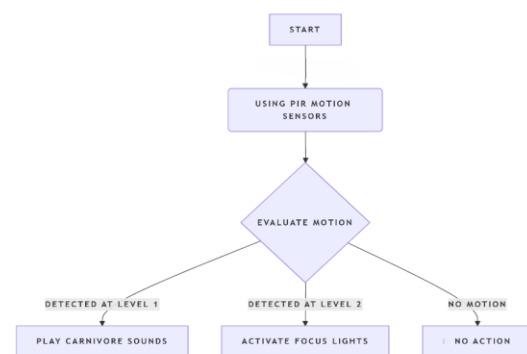 START
USING PIR MOTION
SENSORS
EVALUATE MOTION
DETECTED AT LEVEL 1
DETECTED AT LEVEL 2
NO MOTION
PLAY CARNIVORE SOUNDS
ACTIVATE FOCUS LIGHTS
NO ACTION